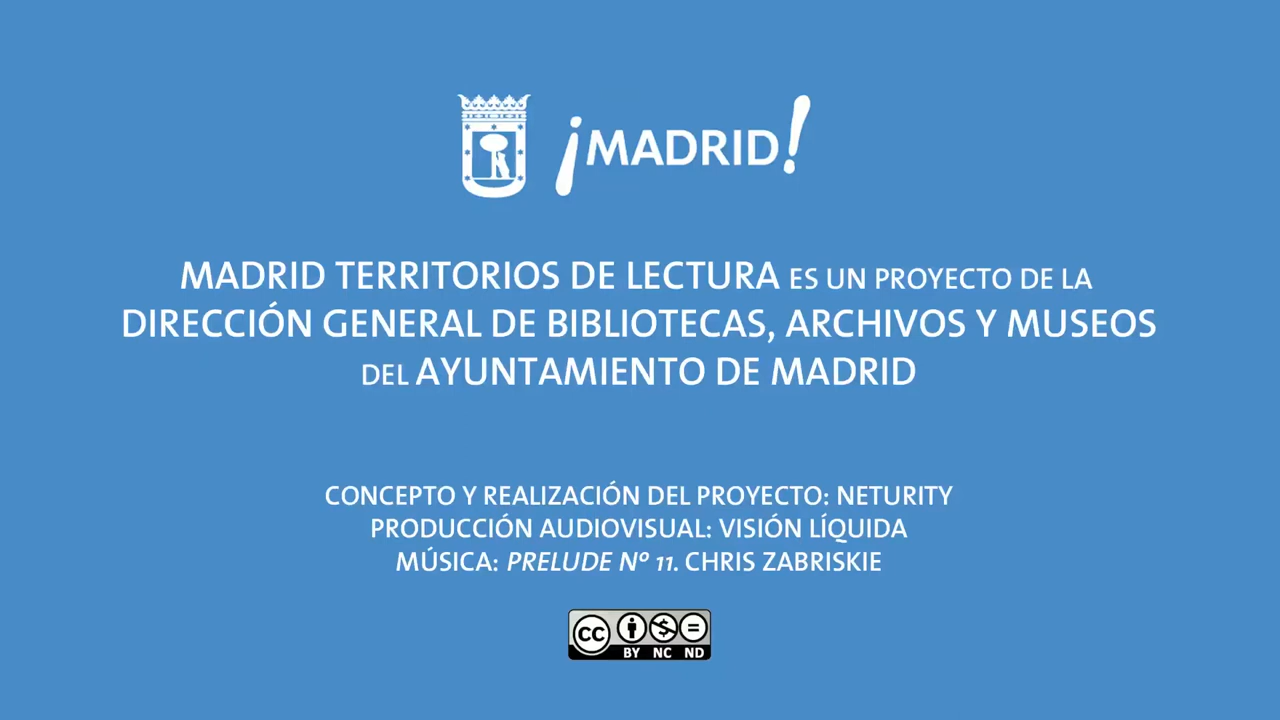 ¡MADRID!
MADRID TERRITORIOS DE LECTURA ES UN PROYECTO DE LA
DIRECCIÓN GENERAL DE BIBLIOTECAS, ARCHIVOS Y MUSEOS
DEL AYUNTAMIENTO DE MADRID
CONCEPTO Y REALIZACIÓN DEL PROYECTO: NETURITY
PRODUCCIÓN AUDIOVISUAL: VISIÓN LÍQUIDA
MÚSICA: PRELUDE Nº 11. CHRIS ZABRISKIE
CC
BY NC ND